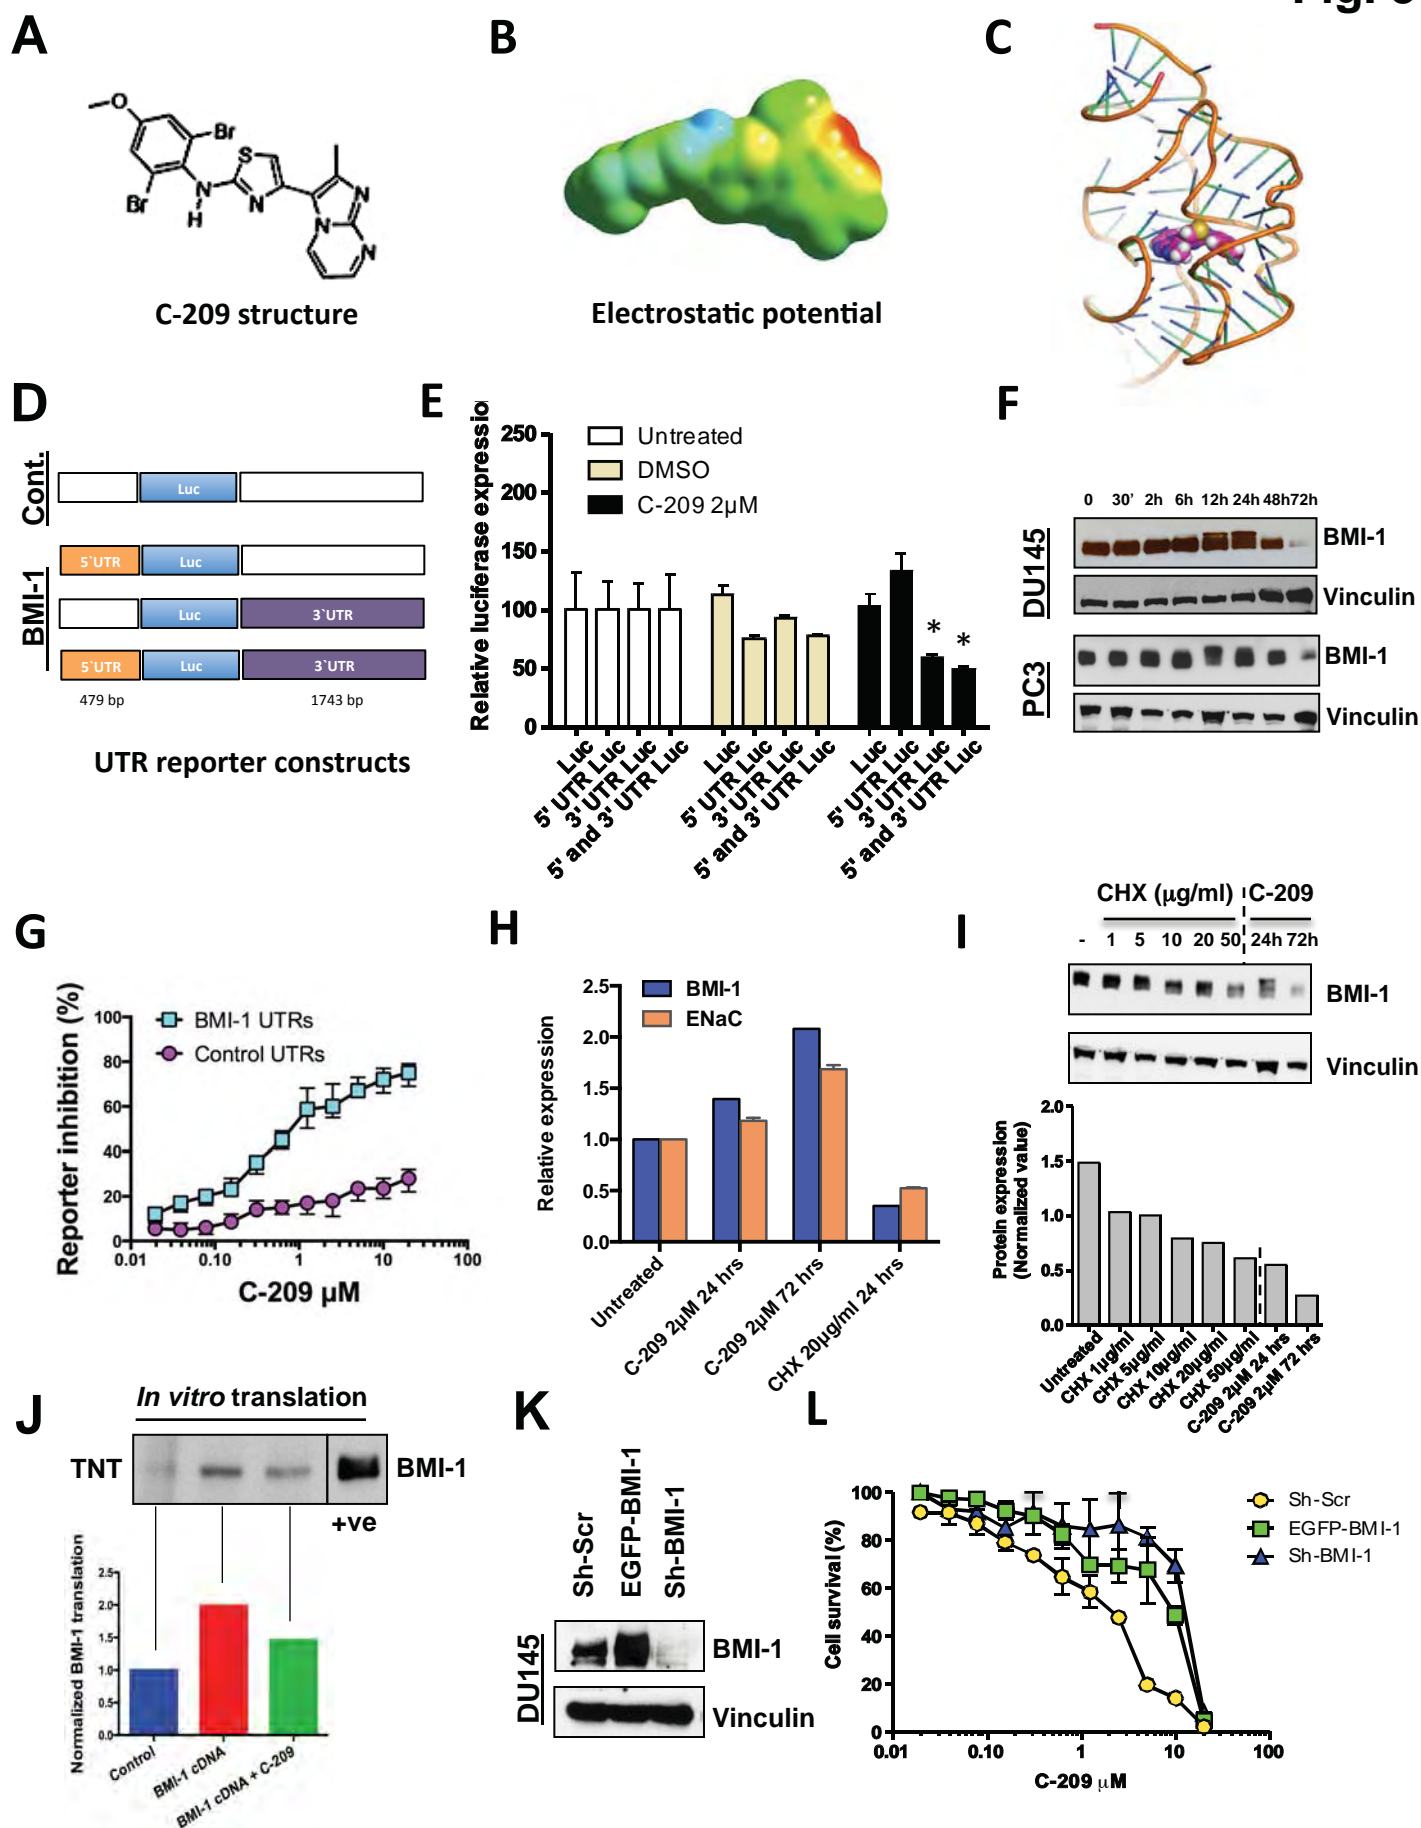 A
O
Br
S
N
Br
N
H
N
N
N
C-209 structure
B
Electrostatic potential
C
D
Cont.
Luc
BMI-1
5`UTR
Luc
Luc
3`UTR
5`UTR
Luc
3`UTR
479 bp
1743 bp
UTR reporter constructs
E
Relative luciferase expressio
250
200
150
100
50
0
Untreated
DMSO
C-209 2µM
*
*
Luc
5' UTR Luc
3' UTR Luc
5' and 3' UTR Luc
Luc
5' UTR Luc
3' UTR Luc
5' and 3' UTR Luc
Luc
5' UTR Luc
3' UTR Luc
5' and 3' UTR Luc
F
0 30’ 2h 6h 12h 24h 48h 72h
DU145
BMI-1
Vinculin
PC3
BMI-1
Vinculin
G
Reporter inhibition (%)
100
80
60
40
20
0
BMI-1 UTRs
Control UTRs
0.01 0.10 1 10 100
C-209 µM
H
Relative expression
2.5
2.0
1.5
1.0
0.5
0.0
BMI-1
ENaC
Untreated
C-209 2µM 24 hrs
C-209 2µM 72 hrs
CHX 20µg/ml 24 hrs
I
CHX (µg/ml) C-209
- 1 5 10 20 50 24h 72h
BMI-1
Vinculin
Protein expression
(Normalized value)
2.0
1.5
1.0
0.5
0.0
Untreated
CHX 1µg/ml
CHX 5µg/ml
CHX 10µg/ml
CHX 20µg/ml
CHX 50µg/ml
C-209 2µM 24 hrs
C-209 2µM 72 hrs
J
In vitro translation
TNT
BMI-1
+ve
Normalized BMI-1 translation
2.5
2.0
1.5
1.0
0.5
0.0
Control
BMI-1 cDNA
BMI-1 cDNA + C-209
K
Sh-Scr
EGFP-BMI-1
Sh-BMI-1
DU145
BMI-1
Vinculin
L
Cell survival (%)
100
80
60
40
20
0
Sh-Scr
EGFP-BMI-1
Sh-BMI-1
0.01 0.10 1 10 100
C-209 µM